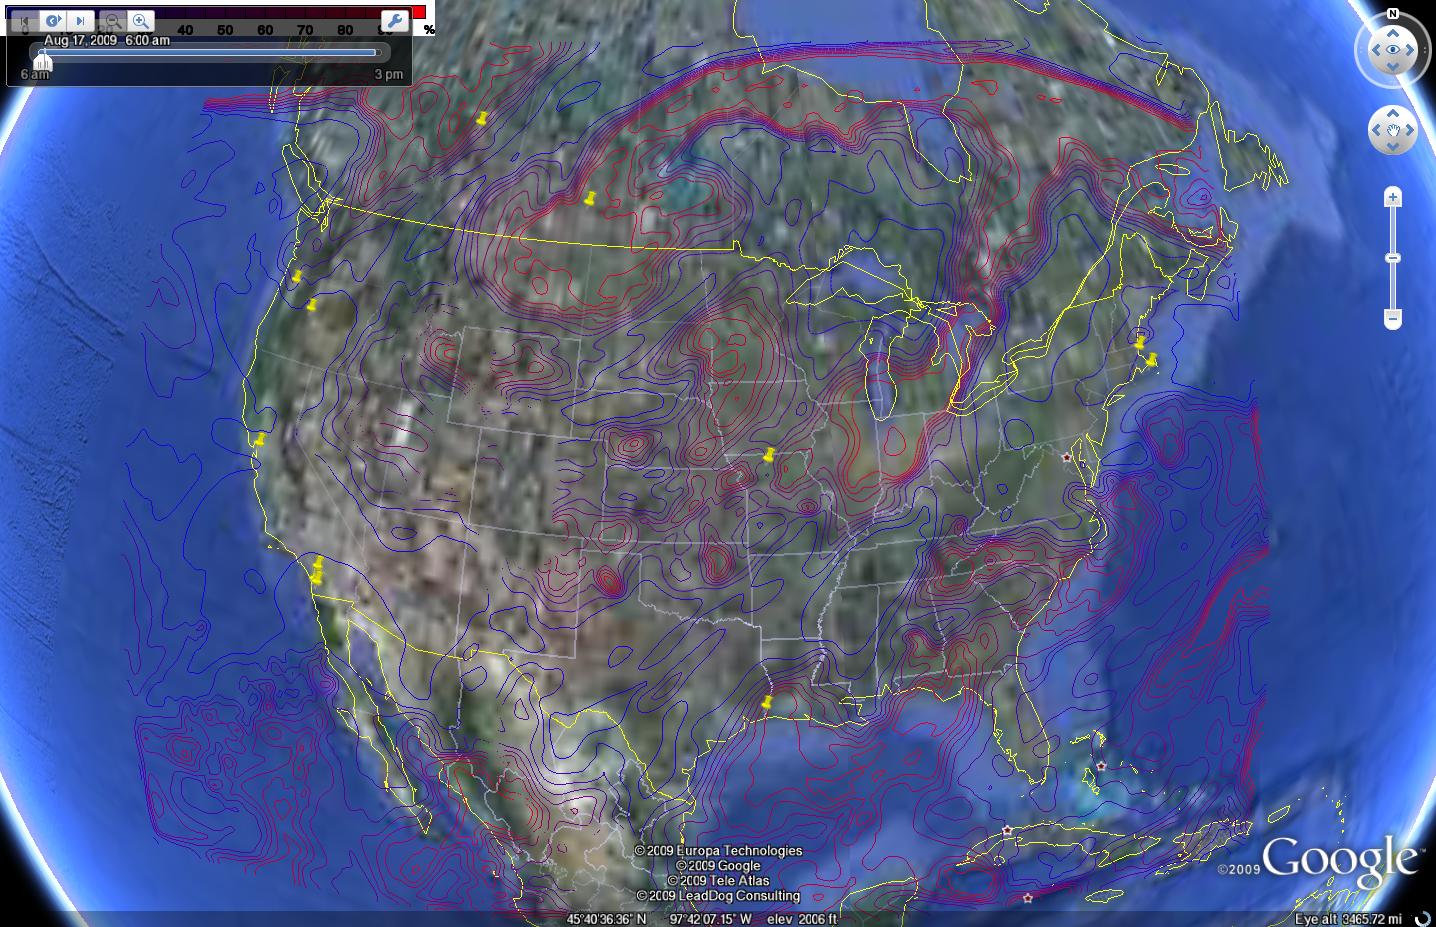 40 50 60 70 80 %
Aug 17, 2009 6:00 am
6 am 3 pm
N
© 2009 Europa Technologies
© 2009 Google
© 2009 Tele Atlas
© 2009 LeadDog Consulting
©2009 Google™
45°40'36.36" N 97°42'07.15" W elev 2006 ft Eye alt 3465.72 mi